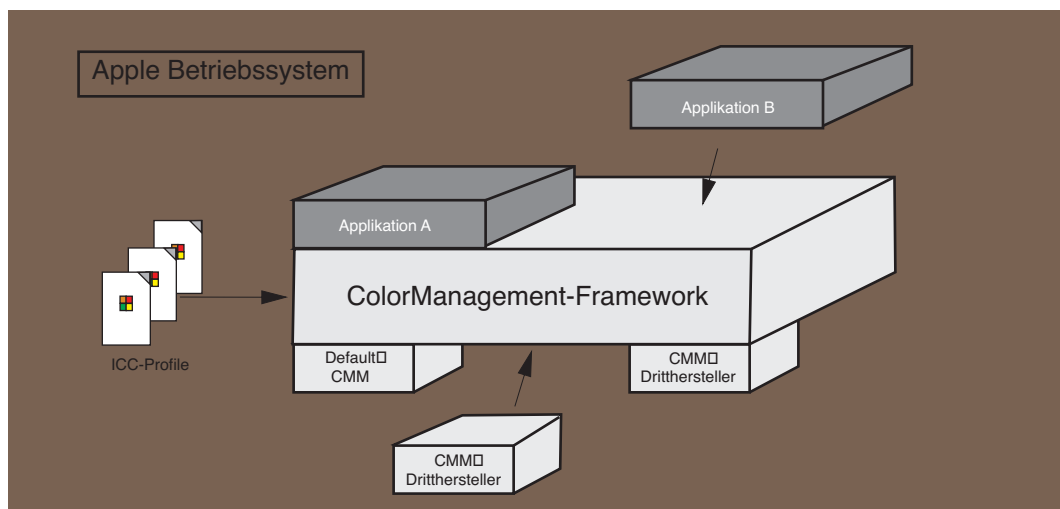 Apple Betriebssystem
Applikation B
Applikation A
ColorManagement-Framework
ICC-Profile
Default□
CMM
CMM□
Dritthersteller
CMM□
Dritthersteller